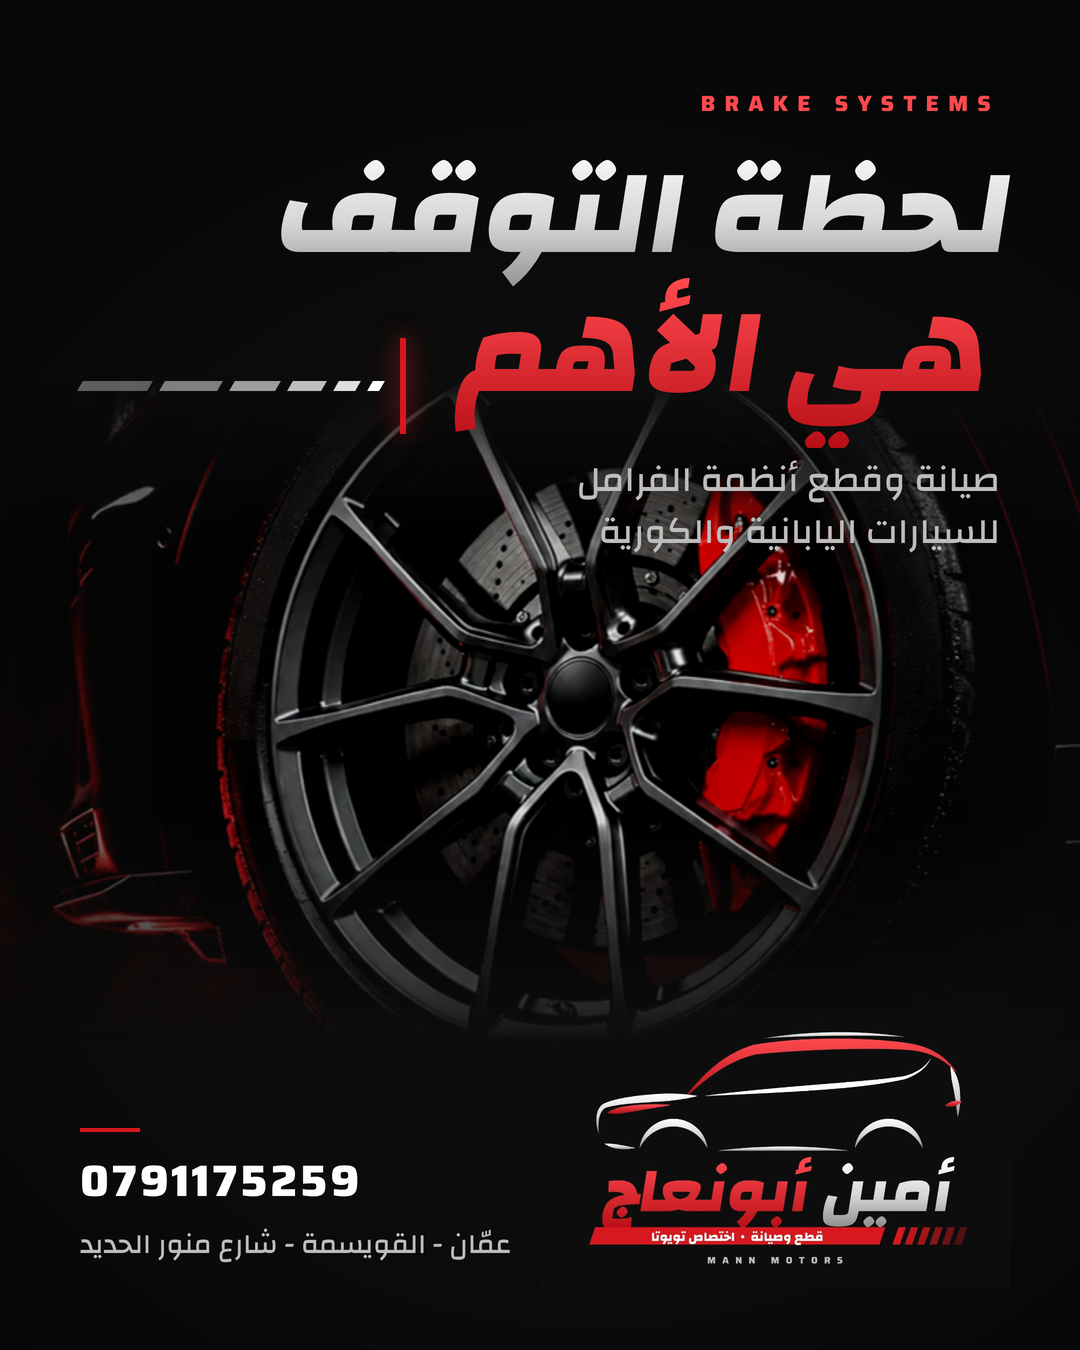 BRAKE SYSTEMS
لحظة التوقف
هي الأهم
صيانة وقطع أنظمة الفرامل
للسيارات اليابانية والكورية
أمين أبونعاج
قطع وصيانة • اختصاص تويوتا
MANN MOTORS
0791175259
عمّان - القويسمة - شارع منور الحديد